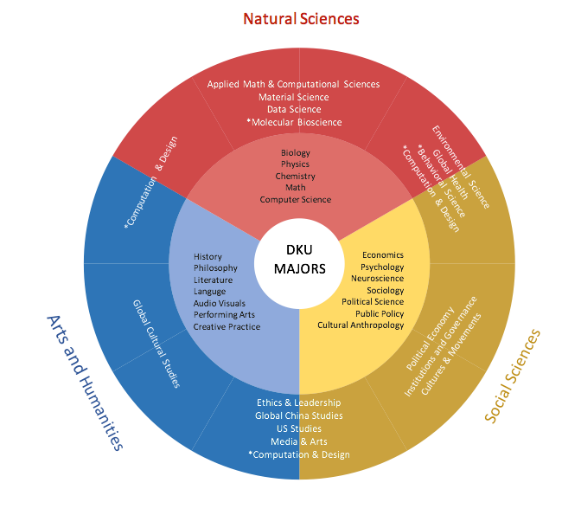 Natural Sciences
Applied Math & Computational Sciences
Material Science
Data Science
*Molecular Bioscience
Environmental Science
Global Health
*Behavioral Science
*Computation & Design
*Computation & Design
Biology
Physics
Chemistry
Math
Computer Science
DKU
MAJORS
History
Philosophy
Literature
Languge
Audio Visuals
Performing Arts
Creative Practice
Economics
Psychology
Neuroscience
Sociology
Political Science
Public Policy
Cultural Anthropology
Global Cultural Studies
Political Economy
Institutions and Governance
Cultures & Movements
Ethics & Leadership
Global China Studies
US Studies
Media & Arts
*Computation & Design
Arts and Humanities
Social Sciences